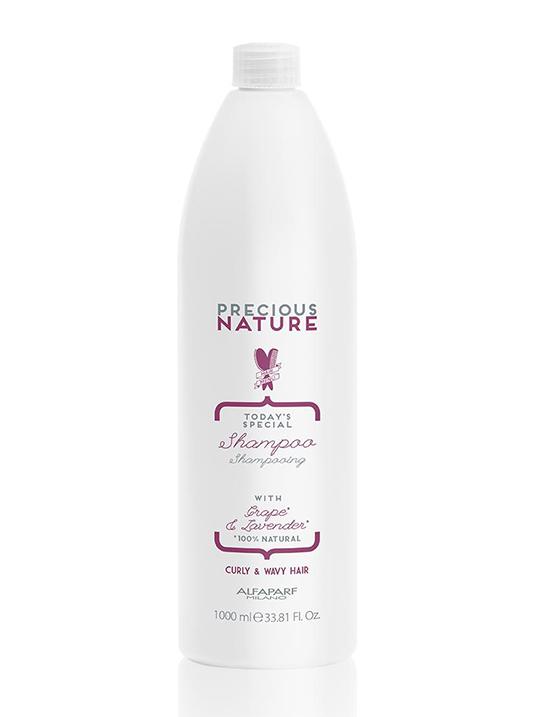 PRECIOUS
NATURE
TODAY'S
SPECIAL
Shampoo
Shampooing
WITH
Grape*
& Lavender*
*100% NATURAL
CURLY & WAVY HAIR
ALFAPARF
MILANO
1000 ml ℮ 33.81 Fl. Oz.